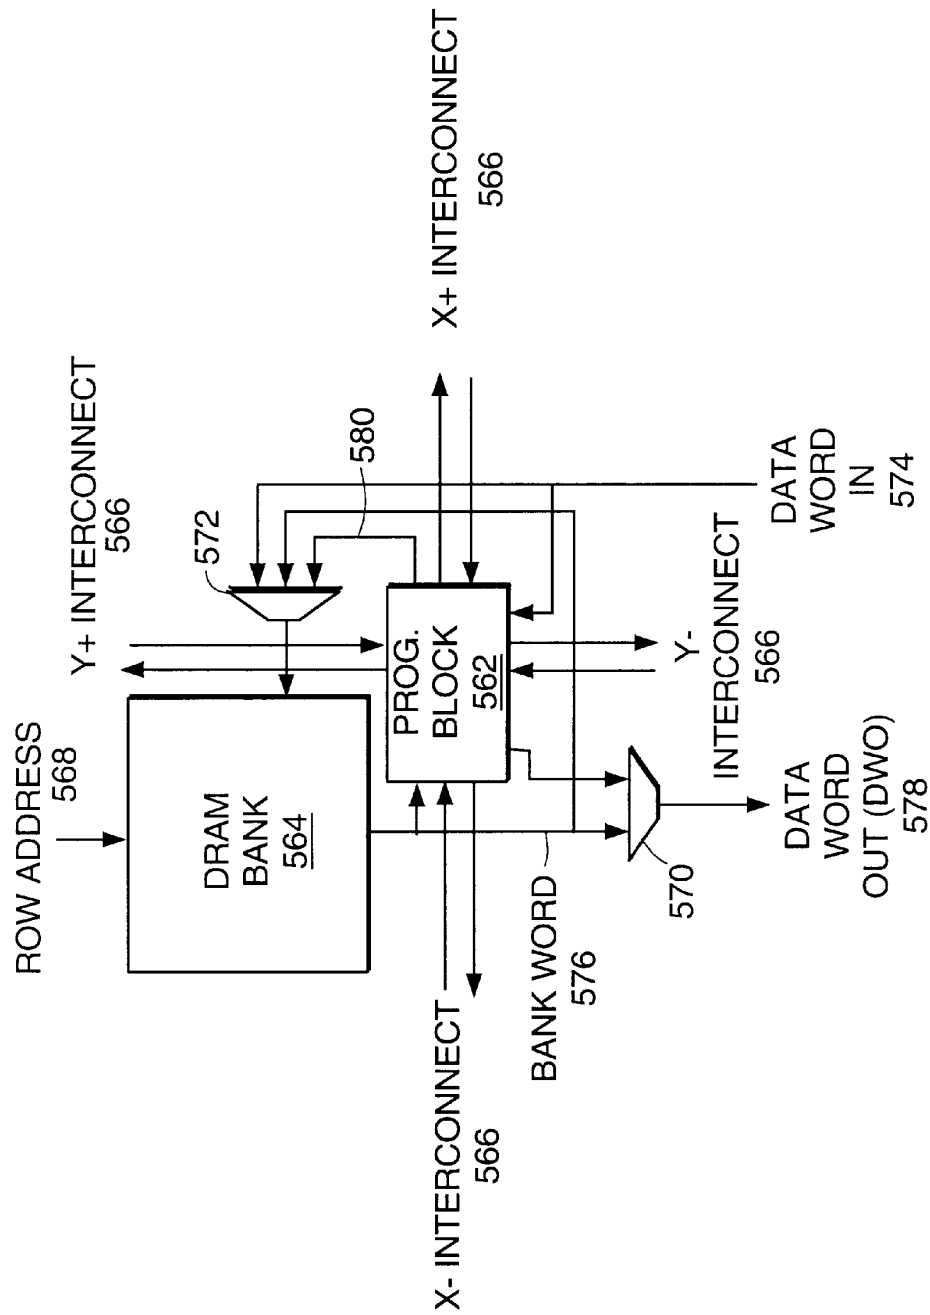 ROW ADDRESS
568
Y+ INTERCONNECT
566
572
580
DRAM
BANK
564
PROG.
BLOCK
562
X- INTERCONNECT
566
X+ INTERCONNECT
566
BANK WORD
576
570
Y-
INTERCONNECT
566
DATA
WORD
IN
574
DATA
WORD
OUT (DWO)
578